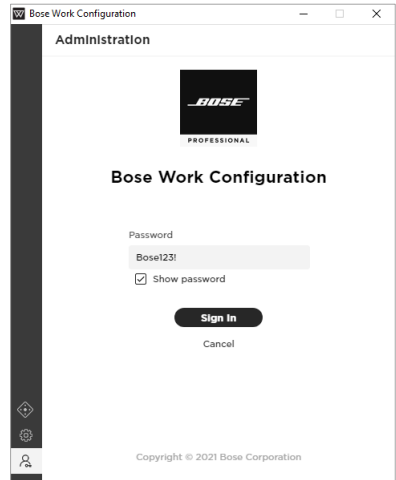 Bose Work Configuration
Administration
BOSE
PROFESSIONAL
Bose Work Configuration
Password
Bose123!
Show password
Sign In
Cancel
Copyright © 2021 Bose Corporation